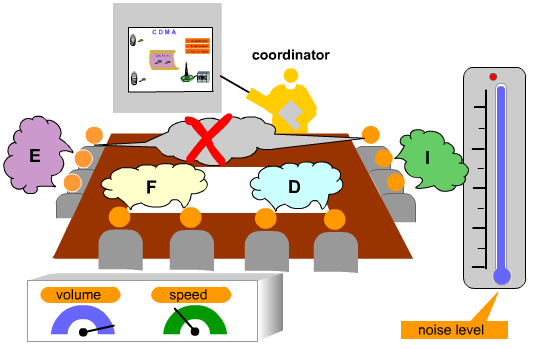 CDMA
coordinator
E
I
F
D
volume
speed
noise level